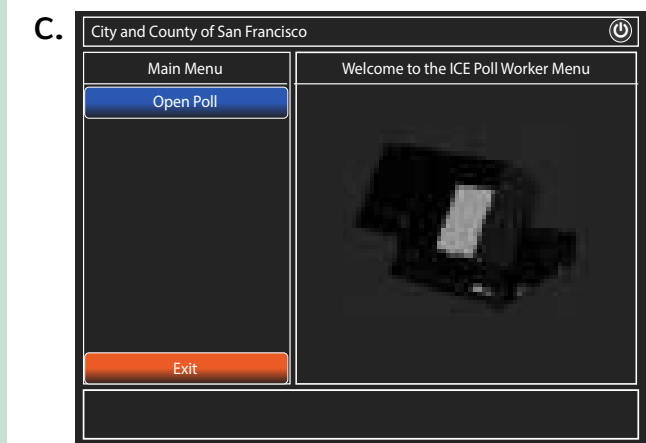 C.
City and County of San Francisco
Main Menu
Welcome to the ICE Poll Worker Menu
Open Poll
Exit